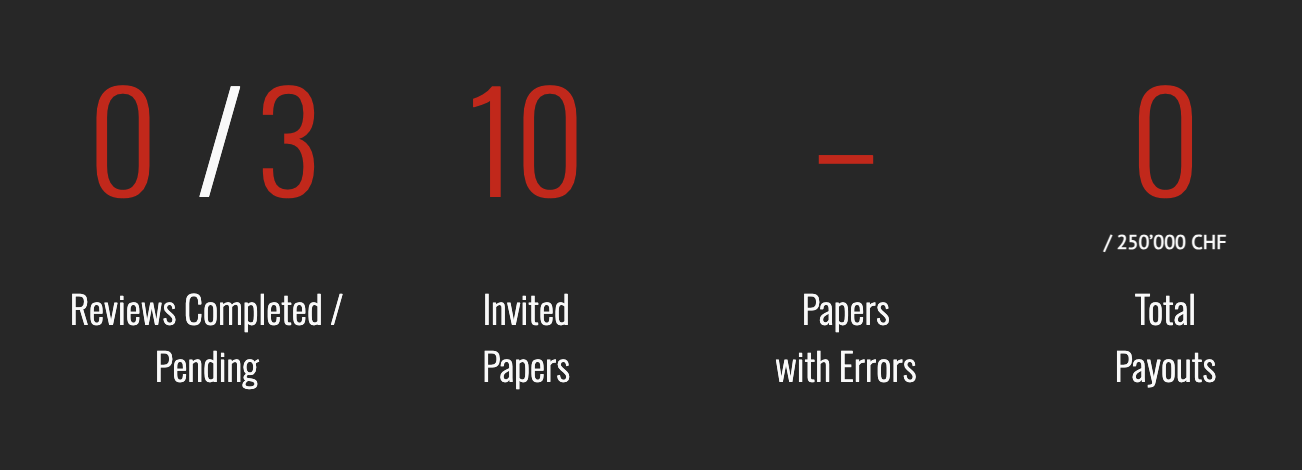 0 / 3
Reviews Completed /
Pending
10
Invited
Papers
–
Papers
with Errors
0
/ 250'000 CHF
Total
Payouts